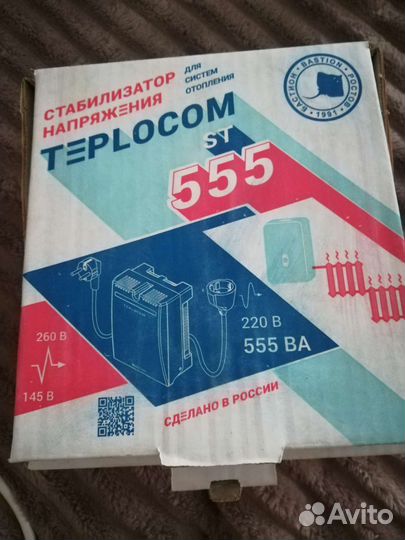 СТАБИЛИЗАТОР
НАПРЯЖЕНИЯ
ДЛЯ
СИСТЕМ
ОТОПЛЕНИЯ
БАСТИОН • BASTION • РОСТОВ • 1991 •
TEPLOCOM
ST
555
260 В
145 В
220 В
555 ВА
СДЕЛАНО В РОССИИ
Avito